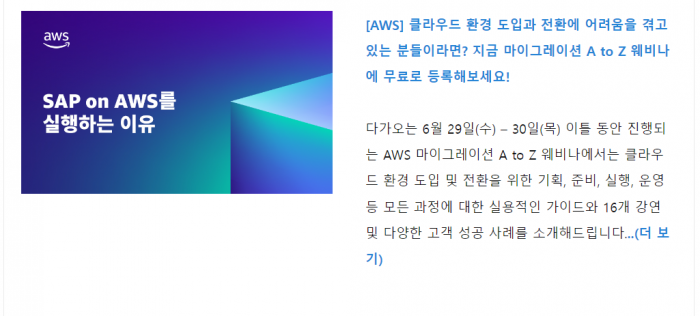 aws
SAP on AWS를
실행하는 이유
[AWS] 클라우드 환경 도입과 전환에 어려움을 겪고
있는 분들이라면? 지금 마이그레이션 A to Z 웨비나
에 무료로 등록해보세요!
다가오는 6월 29일(수) – 30일(목) 이틀 동안 진행되
는 AWS 마이그레이션 A to Z 웨비나에서는 클라우
드 환경 도입 및 전환을 위한 기획, 준비, 실행, 운영
등 모든 과정에 대한 실용적인 가이드와 16개 강연
및 다양한 고객 성공 사례를 소개해드립니다...(더 보
기)